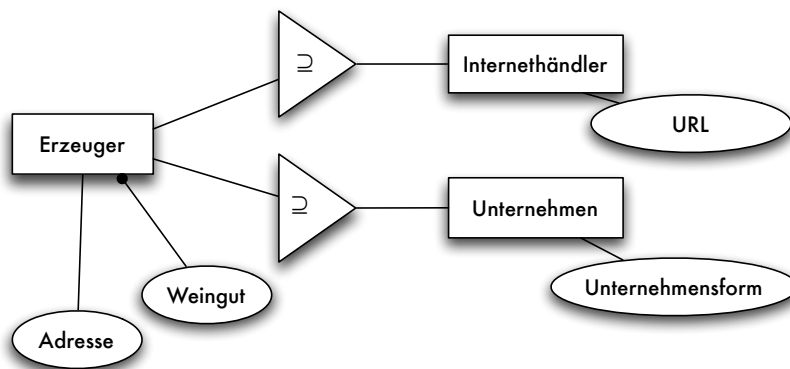 ⊇
Internethändler
URL
Erzeuger
⊇
Unternehmen
Weingut
Unternehmensform
Adresse